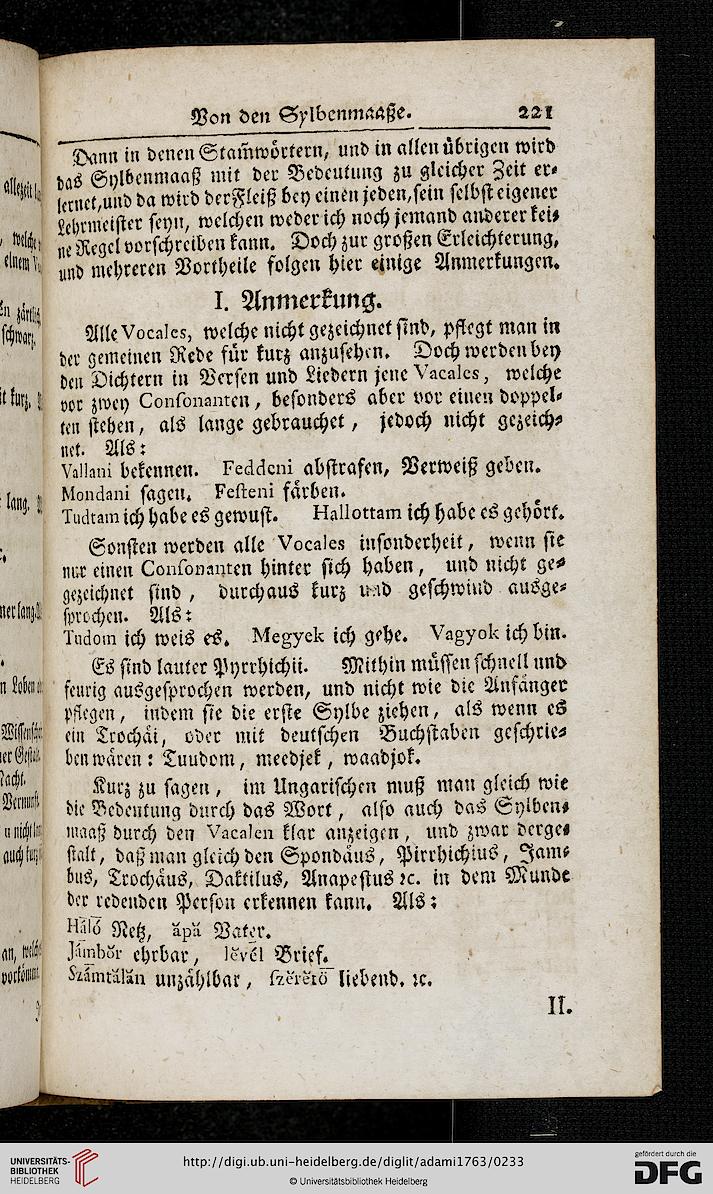 Von den Sylbenmaaße. 221
Dann in denen Stam̃wörtern, und in allen übrigen wird
das Sylbenmaaß mit der Bedeutung zu gleicher Zeit er-
lernet, und da wird der Fleiß bey einen jeden, sein selbst eigener
Lehrmeister seyn, welchen weder ich noch jemand anderer kei-
ne Regel vorschreiben kann. Doch zur großen Erleichterung,
und mehreren Vortheile folgen hier einige Anmerkungen.
I. Anmerkung.
Alle Vocales, welche nicht gezeichnet sind, pflegt man in
der gemeinen Rede für kurz anzusehen. Doch werden bey
den Dichtern in Versen und Liedern jene Vacales, welche
vor zwey Consonanten, besonders aber vor einen doppel-
ten stehen, als lange gebrauchet, jedoch nicht gezeich-
net. Als:
Vallani bekennen. Feddeni abstrafen, Verweiß geben.
Mondani sagen. Festeni färben.
Tudtam ich habe es gewust. Hallottam ich habe es gehört.
Sonsten werden alle Vocales insonderheit, wenn sie
nur einen Consonanten hinter sich haben, und nicht ge-
gezeichnet sind, durchaus kurz und geschwind ausge-
sprochen. Als:
Tudom ich weis es. Megyek ich gehe. Vagyok ich bin.
Es sind lauter Pyrrhichii. Mithin müssen schnell und
feurig ausgesprochen werden, und nicht wie die Anfänger
pflegen, indem sie die erste Sylbe ziehen, als wenn es
ein Trochäi, oder mit deutschen Buchstaben geschrie-
ben wären: Tuudom, meedjek, waadjok.
Kurz zu sagen, im Ungarischen muß man gleich wie
die Bedeutung durch das Wort, also auch das Sylben-
maaß durch den Vacalen klar anzeigen, und zwar derge-
stalt, daß man gleich den Spondäus, Pirrhichius, Jam-
bus, Trochäus, Daktilus, Anapestus ꝛc. in dem Munde
der redenden Person erkennen kann. Als:
Netz, ăpă Vater.
Jámbŏr ehrbar, lĕvél Brief.
Számtălăn unzählbar, liebend. ꝛc.
II.
UNIVERSITÄTS-
BIBLIOTHEK
HEIDELBERG
http://digi.ub.uni-heidelberg.de/diglit/adami1763/0233
© Universitätsbibliothek Heidelberg
gefördert durch die
DFG